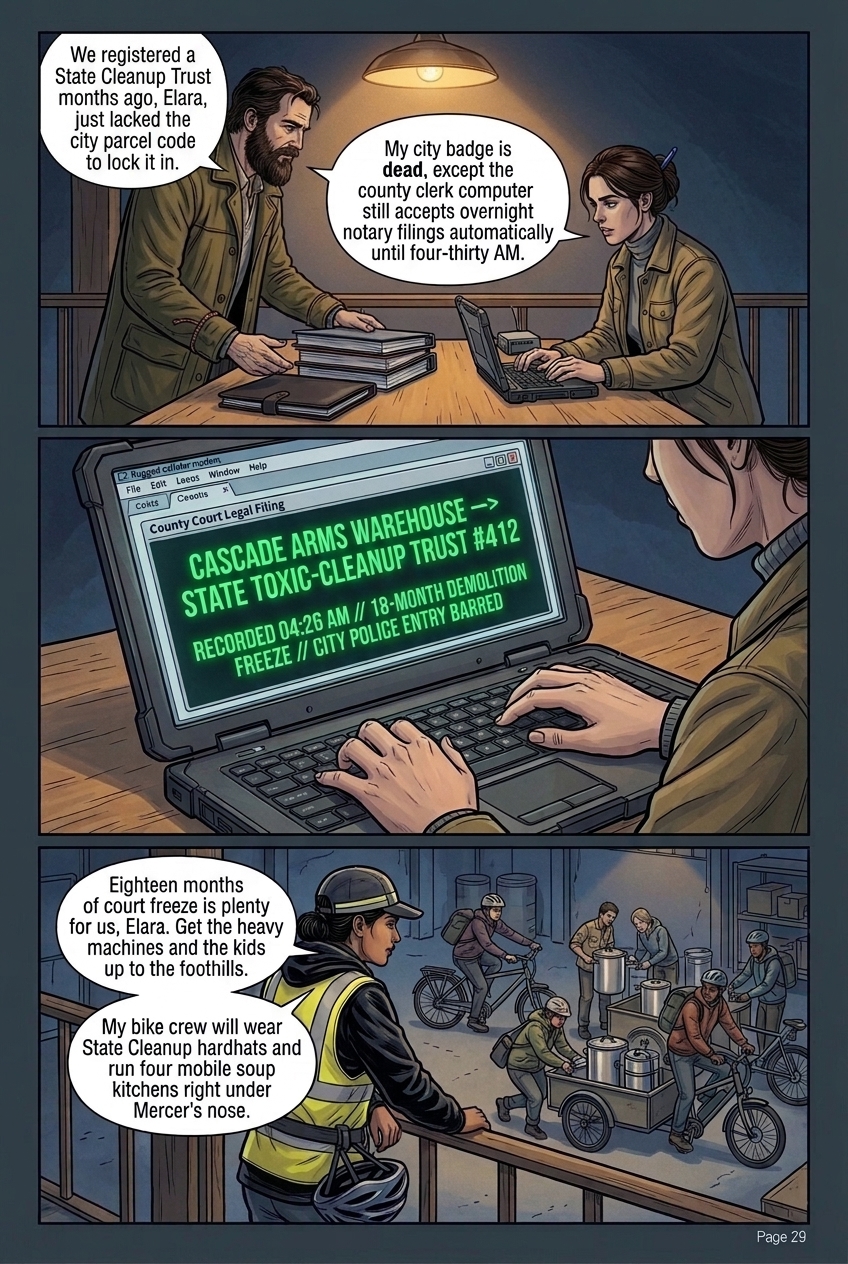 We registered a
State Cleanup Trust
months ago, Elara,
just lacked the
city parcel code
to lock it in.
My city badge is
dead, except the
county clerk computer
still accepts overnight
notary filings automatically
until four-thirty AM.
Rugged cellular modem
File Edit Window Help
County Court Legal Filing
CASCADE ARMS WAREHOUSE →
STATE TOXIC-CLEANUP TRUST #412
RECORDED 04:26 AM // 18-MONTH DEMOLITION
FREEZE // CITY POLICE ENTRY BARRED
Eighteen months
of court freeze is plenty
for us, Elara. Get the heavy
machines and the kids
up to the foothills.
My bike crew will wear
State Cleanup hardhats and
run four mobile soup
kitchens right under
Mercer's nose.
Page 29